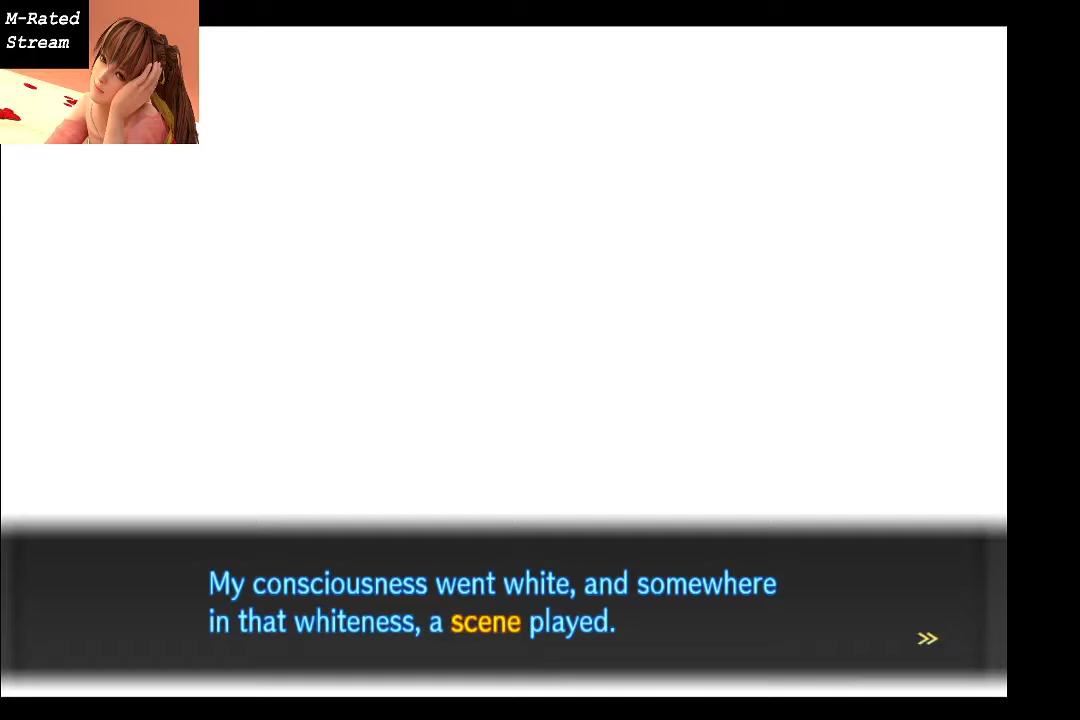 M-Rated
Stream
My consciousness went white, and somewhere
in that whiteness, a scene played.